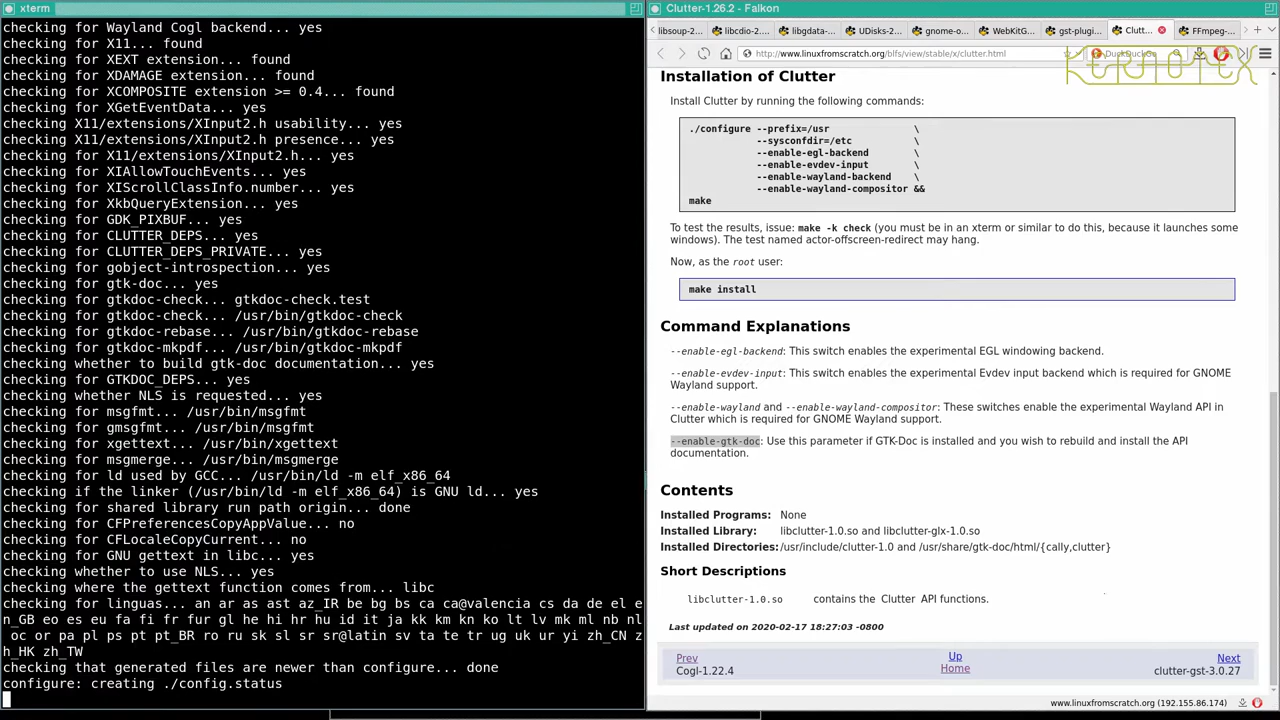 xterm
checking for Wayland Cogl backend... yes
checking for X11... found
checking for XEXT extension... found
checking for XDAMAGE extension... found
checking for XCOMPOSITE extension >= 0.4... found
checking for XGetEventData... yes
checking X11/extensions/XInput2.h usability... yes
checking X11/extensions/XInput2.h presence... yes
checking for X11/extensions/XInput2.h... yes
checking for XIAllowTouchEvents... yes
checking for XIScrollClassInfo.number... yes
checking for XkbQueryExtension... yes
checking for GDK_PIXBUF... yes
checking for CLUTTER_DEPS... yes
checking for CLUTTER_DEPS_PRIVATE... yes
checking for gobject-introspection... yes
checking for gtk-doc... yes
checking for gtkdoc-check... gtkdoc-check.test
checking for gtkdoc-check... /usr/bin/gtkdoc-check
checking for gtkdoc-rebase... /usr/bin/gtkdoc-rebase
checking for gtkdoc-mkpdf... /usr/bin/gtkdoc-mkpdf
checking whether to build gtk-doc documentation... yes
checking for GTKDOC_DEPS... yes
checking whether NLS is requested... yes
checking for msgfmt... /usr/bin/msgfmt
checking for gmsgfmt... /usr/bin/msgfmt
checking for xgettext... /usr/bin/xgettext
checking for msgmerge... /usr/bin/msgmerge
checking for ld used by GCC... /usr/bin/ld -m elf_x86_64
checking if the linker (/usr/bin/ld -m elf_x86_64) is GNU ld... yes
checking for shared library run path origin... done
checking for CFPreferencesCopyAppValue... no
checking for CFLocaleCopyCurrent... no
checking for GNU gettext in libc... yes
checking whether to use NLS... yes
checking where the gettext function comes from... libc
checking for linguas... an ar as ast az_IR be bg bs ca ca@valencia cs da de el e
n_GB eo es eu fa fi fr fur gl he hi hr hu id it ja kk km kn ko lt lv mk ml nb nl
 oc or pa pl ps pt pt_BR ro ru sk sl sr sr@latin sv ta te tr ug uk ur yi zh_CN z
h_HK zh_TW
checking that generated files are newer than configure... done
configure: creating ./config.status
Clutter-1.26.2 - Falkon
libsoup-2... libcdio-2... libgdata-... UDisks-2... gnome-o... WebKitG... gst-plugi... Clutt... FFmpeg-...
http://www.linuxfromscratch.org/blfs/view/stable/x/clutter.html DuckDuckGo
KERNOTEX
Installation of Clutter
Install Clutter by running the following commands:
./configure --prefix=/usr \
--sysconfdir=/etc \
--enable-egl-backend \
--enable-evdev-input \
--enable-wayland-backend \
--enable-wayland-compositor &&
make
To test the results, issue: make -k check (you must be in an xterm or similar to do this, because it launches some
windows). The test named actor-offscreen-redirect may hang.
Now, as the root user:
make install
Command Explanations
--enable-egl-backend: This switch enables the experimental EGL windowing backend.
--enable-evdev-input: This switch enables the experimental Evdev input backend which is required for GNOME
Wayland support.
--enable-wayland and --enable-wayland-compositor: These switches enable the experimental Wayland API in
Clutter which is required for GNOME Wayland support.
--enable-gtk-doc: Use this parameter if GTK-Doc is installed and you wish to rebuild and install the API
documentation.
Contents
Installed Programs: None
Installed Library: libclutter-1.0.so and libclutter-glx-1.0.so
Installed Directories: /usr/include/clutter-1.0 and /usr/share/gtk-doc/html/{cally,clutter}
Short Descriptions
libclutter-1.0.so contains the Clutter API functions.
Last updated on 2020-02-17 18:27:03 -0800
Prev Up Next
Cogl-1.22.4 Home clutter-gst-3.0.27
www.linuxfromscratch.org (192.155.86.174)